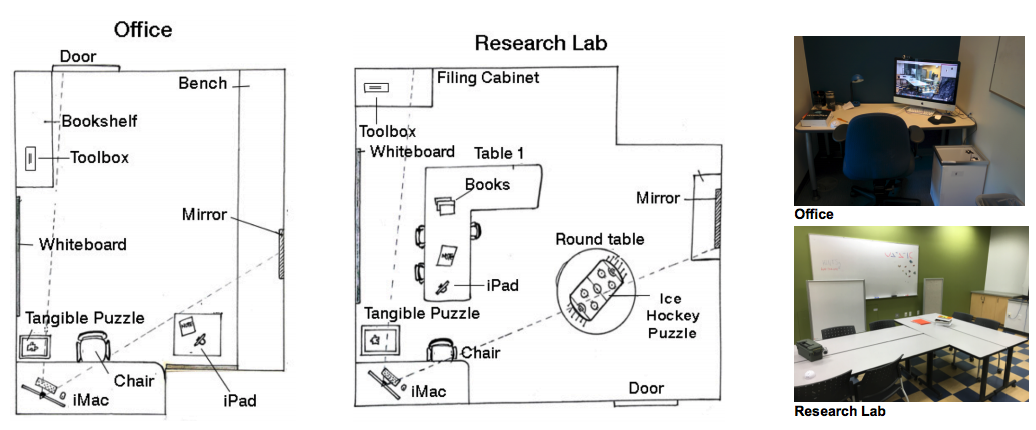 Office
Door
Bench
Bookshelf
Toolbox
Mirror
Whiteboard
Tangible Puzzle
Chair
iMac
iPad
Research Lab
Filing Cabinet
Toolbox
Whiteboard
Table 1
Books
Mirror
Round table
iPad
Ice
Hockey
Puzzle
Tangible Puzzle
Chair
iMac
Door
Office
Research Lab